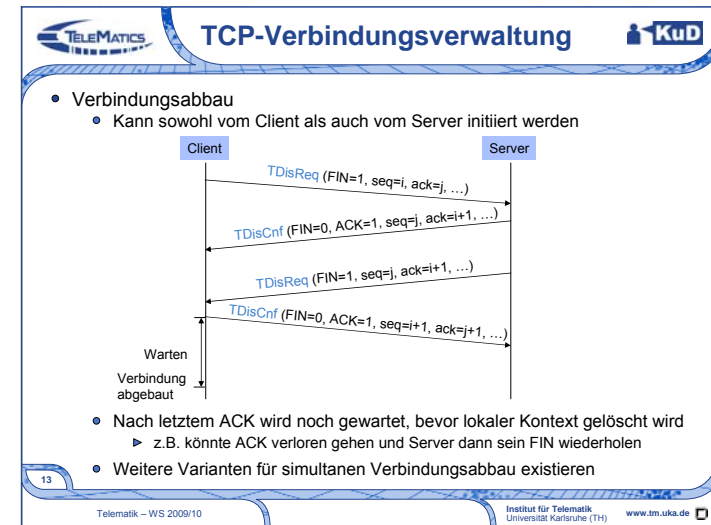 TELEMATICS
TCP-Verbindungsverwaltung
KuD
Verbindungsabbau
Kann sowohl vom Client als auch vom Server initiiert werden
Client
Server
TDisReq (FIN=1, seq=i, ack=j, …)
TDisCnf (FIN=0, ACK=1, seq=j, ack=i+1, …)
TDisReq (FIN=1, seq=j, ack=i+1, …)
TDisCnf (FIN=0, ACK=1, seq=i+1, ack=j+1, …)
Warten
Verbindung
abgebaut
Nach letztem ACK wird noch gewartet, bevor lokaler Kontext gelöscht wird
z.B. könnte ACK verloren gehen und Server dann sein FIN wiederholen
Weitere Varianten für simultanen Verbindungsabbau existieren
13
Telematik – WS 2009/10
Institut für Telematik
Universität Karlsruhe (TH)
www.tm.uka.de